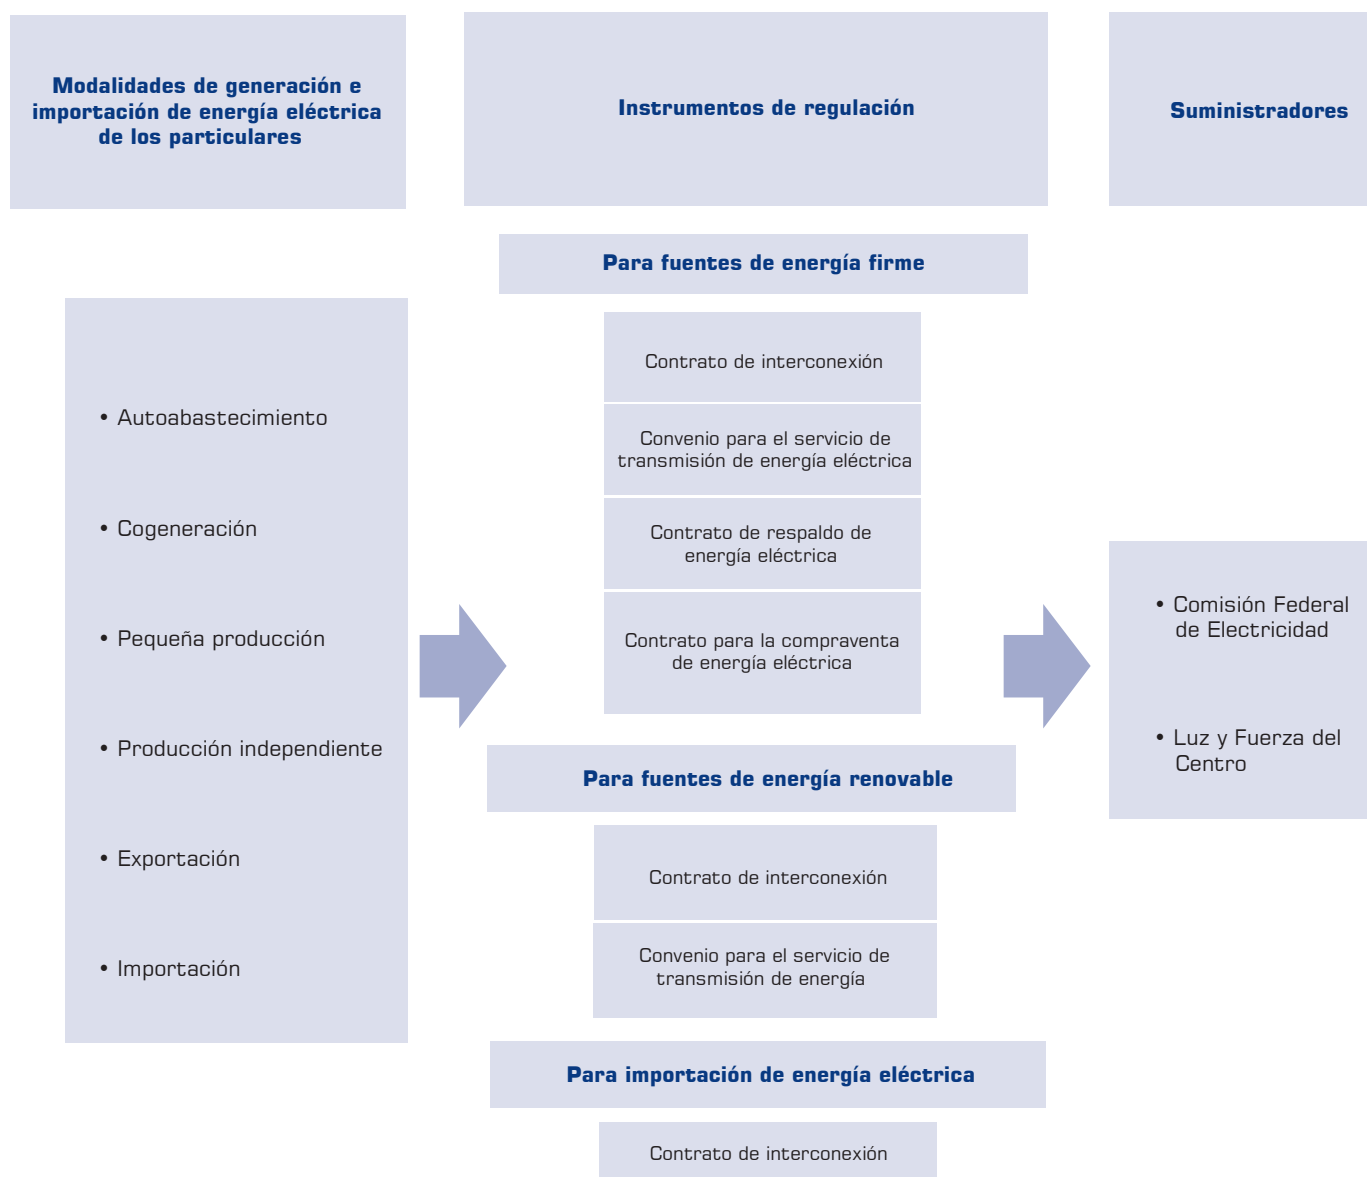 Modalidades de generación e
importación de energía eléctrica
de los particulares
Instrumentos de regulación
Suministradores
• Autoabastecimiento
• Cogeneración
• Pequeña producción
• Producción independiente
• Exportación
• Importación
Para fuentes de energía firme
Contrato de interconexión
Convenio para el servicio de
transmisión de energía eléctrica
Contrato de respaldo de
energía eléctrica
Contrato para la compraventa
de energía eléctrica
Para fuentes de energía renovable
Contrato de interconexión
Convenio para el servicio de
transmisión de energía
Para importación de energía eléctrica
Contrato de interconexión
• Comisión Federal
de Electricidad
• Luz y Fuerza del
Centro